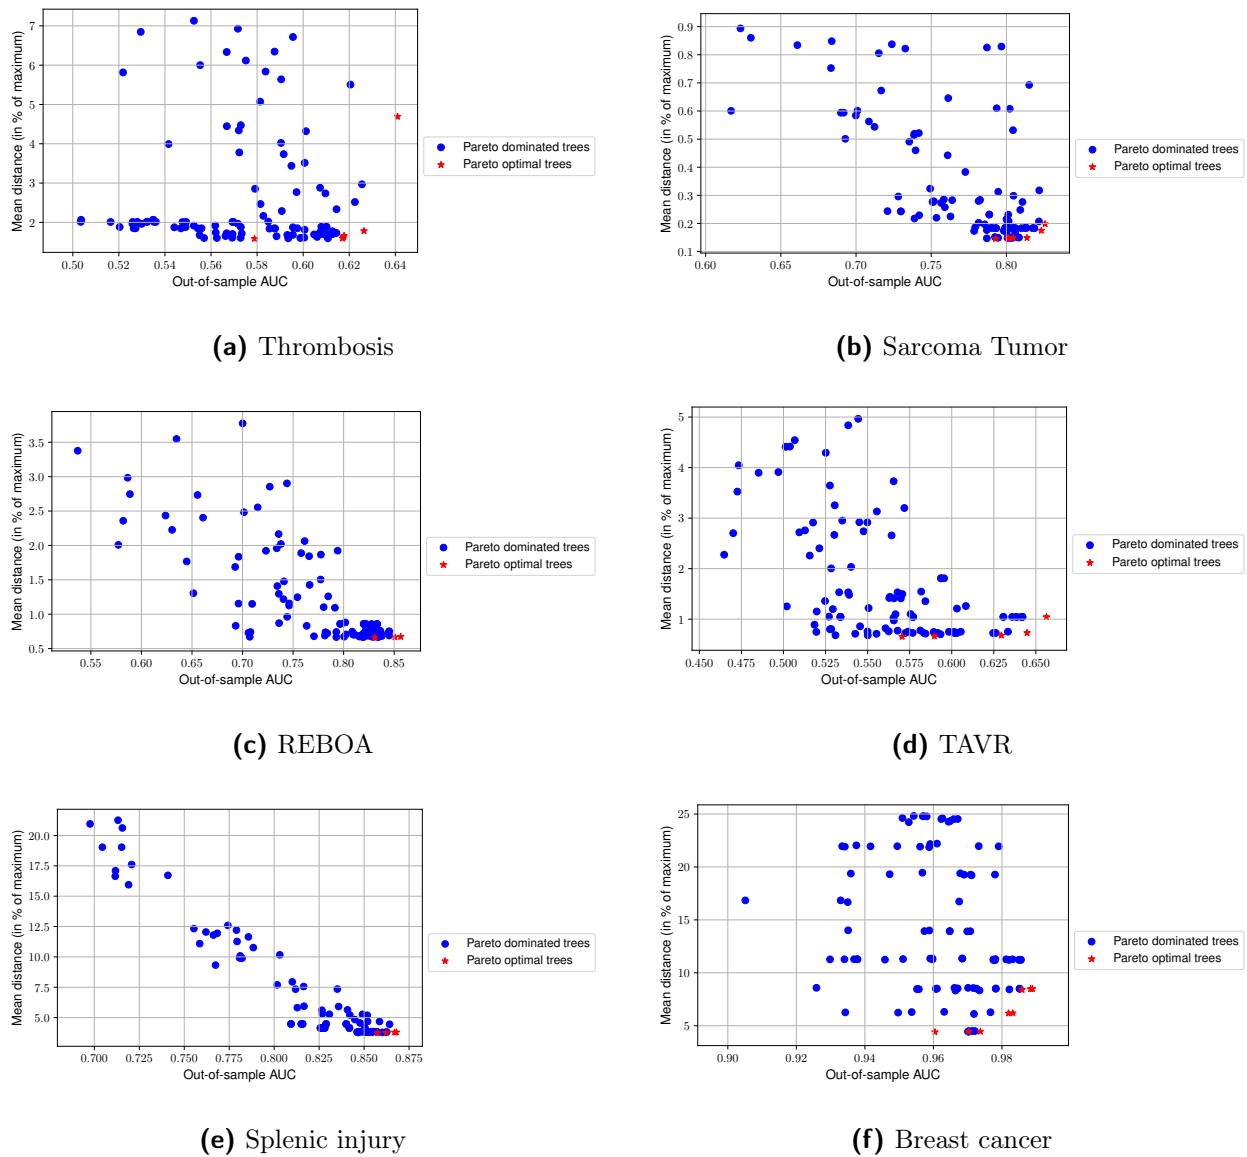 7
6
5
4
3
2
0.50 0.52 0.54 0.56 0.58 0.60 0.62 0.64
Mean distance (in % of maximum)
Out-of-sample AUC
Pareto dominated trees
Pareto optimal trees
(a) Thrombosis
0.9
0.8
0.7
0.6
0.5
0.4
0.3
0.2
0.1
0.60 0.65 0.70 0.75 0.80
Mean distance (in % of maximum)
Out-of-sample AUC
Pareto dominated trees
Pareto optimal trees
(b) Sarcoma Tumor
3.5
3.0
2.5
2.0
1.5
1.0
0.5
0.55 0.60 0.65 0.70 0.75 0.80 0.85
Mean distance (in % of maximum)
Out-of-sample AUC
Pareto dominated trees
Pareto optimal trees
(c) REBOA
5
4
3
2
1
0.450 0.475 0.500 0.525 0.550 0.575 0.600 0.625 0.650
Mean distance (in % of maximum)
Out-of-sample AUC
Pareto dominated trees
Pareto optimal trees
(d) TAVR
20.0
17.5
15.0
12.5
10.0
7.5
5.0
0.700 0.725 0.750 0.775 0.800 0.825 0.850 0.875
Mean distance (in % of maximum)
Out-of-sample AUC
Pareto dominated trees
Pareto optimal trees
(e) Splenic injury
25
20
15
10
5
0.90 0.92 0.94 0.96 0.98
Mean distance (in % of maximum)
Out-of-sample AUC
Pareto dominated trees
Pareto optimal trees
(f) Breast cancer